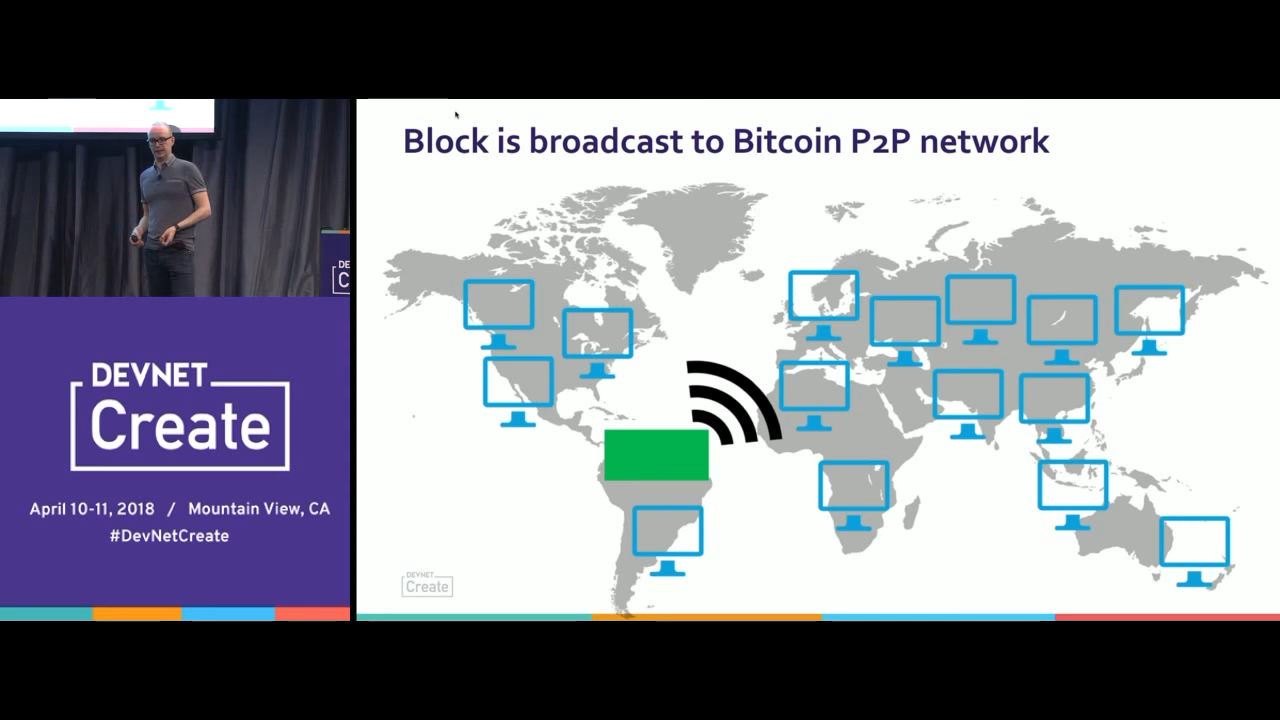 Block is broadcast to Bitcoin P2P network
DE
C
DEVNET
Create
April 10-11, 2018 / Mountain View, CA
#DevNetCreate
DEVNET
Create